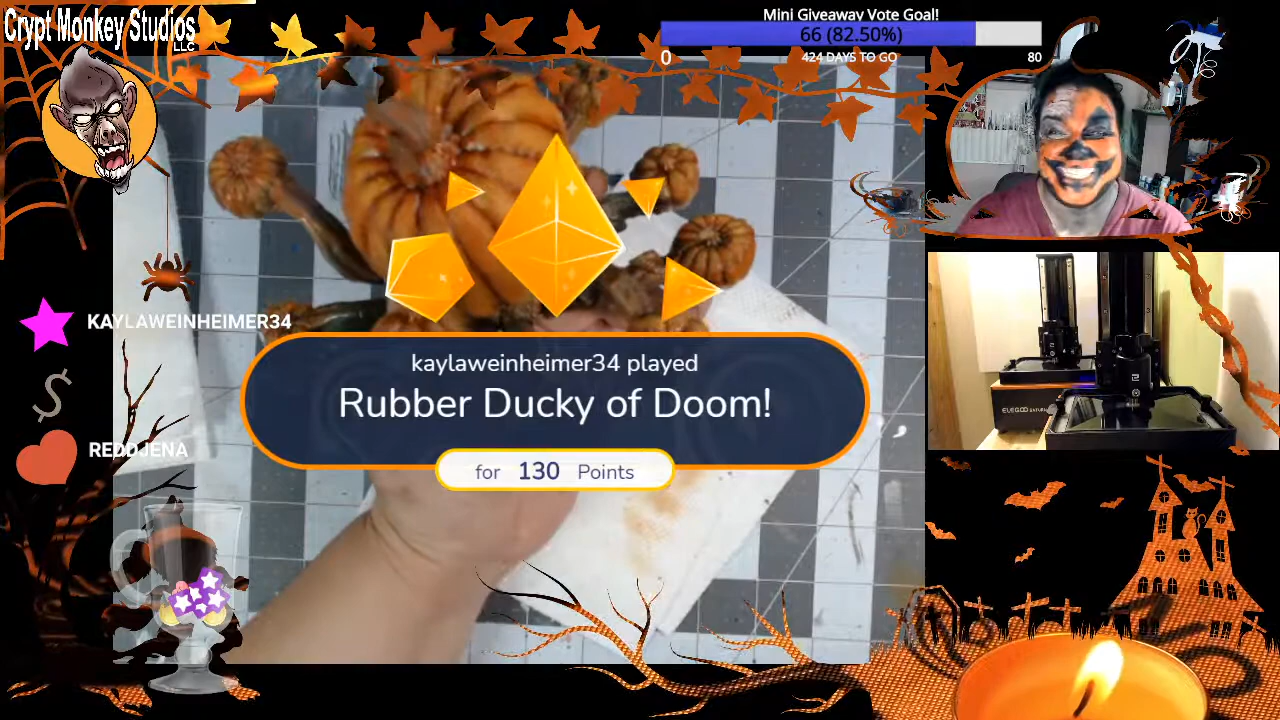 Crypt Monkey Studios
LLC
Mini Giveaway Vote Goal!
66 (82.50%)
0
424 DAYS TO GO
80
KAYLAWEINHEIMER34
kaylaweinheimer34 played
Rubber Ducky of Doom!
for 130 Points
$
REDDJENA